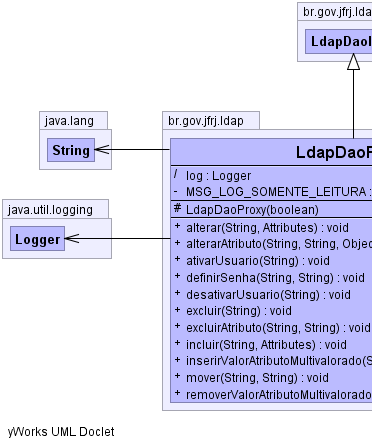 br.gov.jfrj.ldap
LdapDaoI
java.lang
String
br.gov.jfrj.ldap
LdapDaoP
/ log : Logger
- MSG_LOG_SOMENTE_LEITURA :
# LdapDaoProxy(boolean)
+ alterar(String, Attributes) : void
+ alterarAtributo(String, String, Objec
+ ativarUsuario(String) : void
+ definirSenha(String, String) : void
+ desativarUsuario(String) : void
+ excluir(String) : void
+ excluirAtributo(String, String) : void
+ incluir(String, Attributes) : void
+ inserirValorAtributoMultivalorado(S
+ mover(String, String) : void
+ removerValorAtributoMultivalorado
java.util.logging
Logger
yWorks UML Doclet